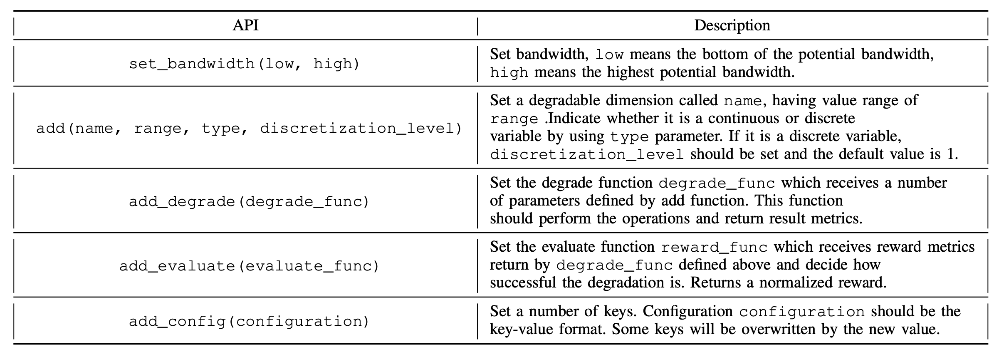 API
Description
set_bandwidth(low, high)
Set bandwidth, low means the bottom of the potential bandwidth,
high means the highest potential bandwidth.
add(name, range, type, discretization_level)
Set a degradable dimension called name, having value range of
range .Indicate whether it is a continuous or discrete
variable by using type parameter. If it is a discrete variable,
discretization_level should be set and the default value is 1.
add_degrade(degrade_func)
Set the degrade function degrade_func which receives a number
of parameters defined by add function. This function
should perform the operations and return result metrics.
add_evaluate(evaluate_func)
Set the evaluate function reward_func which receives reward metrics
return by degrade_func defined above and decide how
successful the degradation is. Returns a normalized reward.
add_config(configuration)
Set a number of keys. Configuration configuration should be the
key-value format. Some keys will be overwritten by the new value.